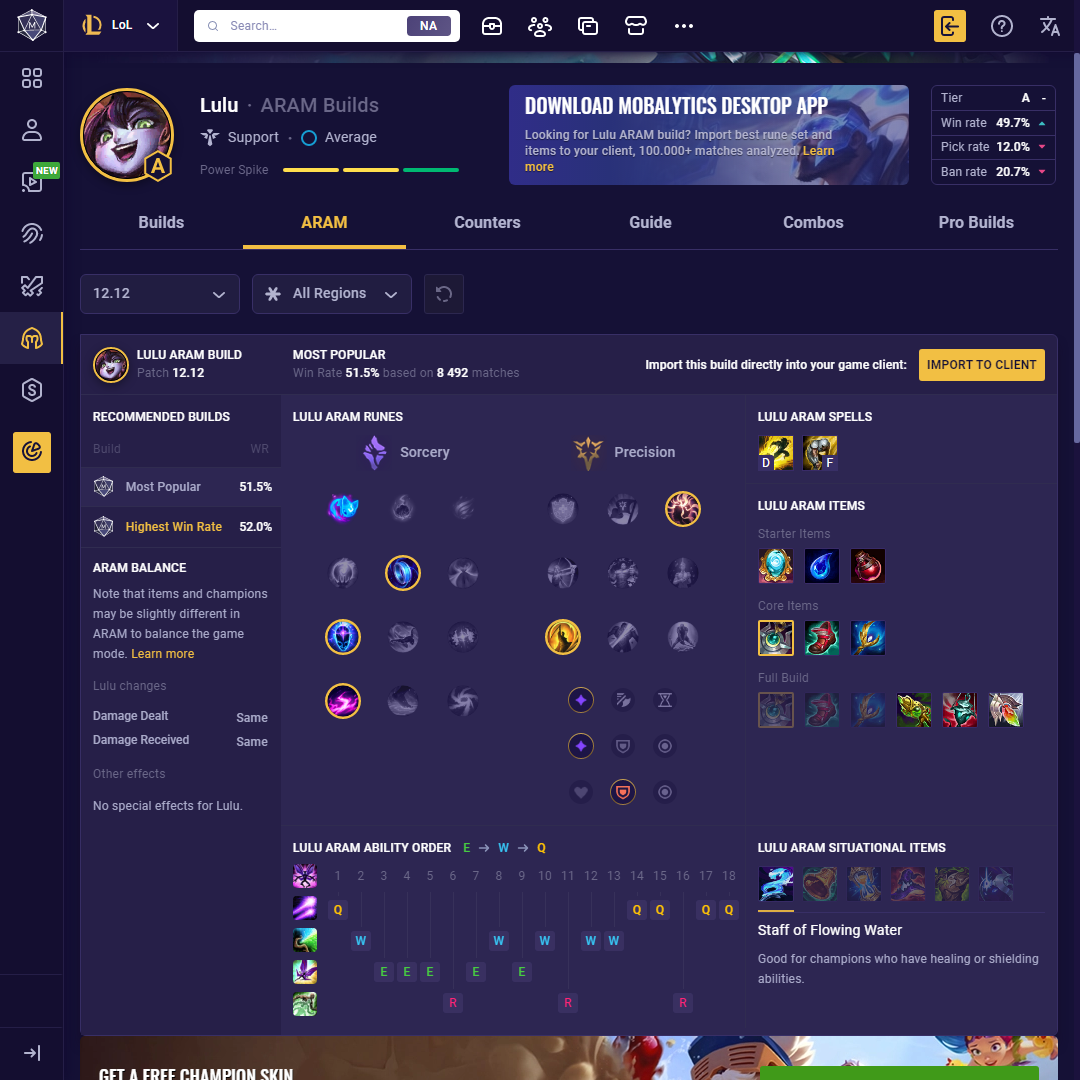 LoL
Search...
NA
NEW
Lulu · ARAM Builds
Support · Average
Power Spike
A
DOWNLOAD MOBALYTICS DESKTOP APP
Looking for Lulu ARAM build? Import best rune set and
items to your client, 100.000+ matches analyzed. Learn
more
Tier A -
Win rate 49.7%
Pick rate 12.0%
Ban rate 20.7%
Builds
ARAM
Counters
Guide
Combos
Pro Builds
12.12
All Regions
LULU ARAM BUILD
Patch 12.12
MOST POPULAR
Win Rate 51.5% based on 8 492 matches
Import this build directly into your game client:
IMPORT TO CLIENT
RECOMMENDED BUILDS
Build WR
Most Popular 51.5%
Highest Win Rate 52.0%
ARAM BALANCE
Note that items and champions
may be slightly different in
ARAM to balance the game
mode. Learn more
Lulu changes
Damage Dealt Same
Damage Received Same
Other effects
No special effects for Lulu.
LULU ARAM RUNES
Sorcery
Precision
LULU ARAM SPELLS
D F
LULU ARAM ITEMS
Starter Items
Core Items
Full Build
LULU ARAM ABILITY ORDER E → W → Q
1 2 3 4 5 6 7 8 9 10 11 12 13 14 15 16 17 18
Q Q Q Q Q
W W W W W
E E E E E
R R R
LULU ARAM SITUATIONAL ITEMS
Staff of Flowing Water
Good for champions who have healing or shielding
abilities.
GET A FREE CHAMPION SKIN